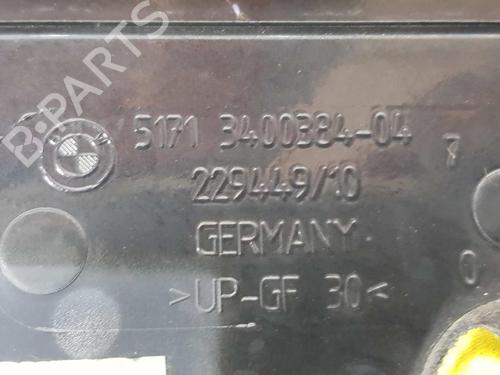 B-PARTS
5171 3400384-04
7
229449/10
GERMANY
0
>UP-GF 30<